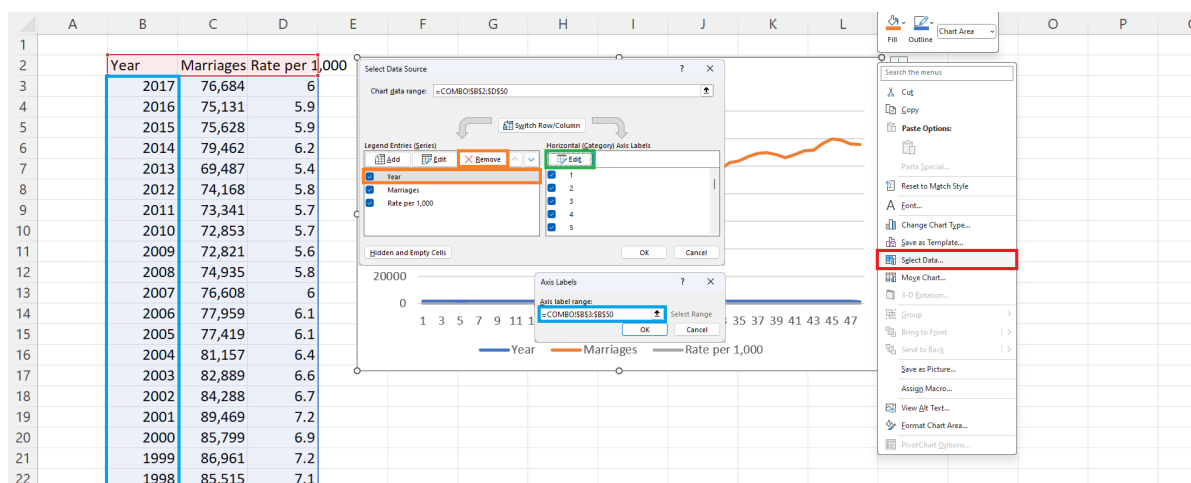 A B C D E F G H I J K L O P
Fill Outline Chart Area
1
2 Year Marriages Rate per 1,000
3 2017 76,684 6
4 2016 75,131 5.9
5 2015 75,628 5.9
6 2014 79,462 6.2
7 2013 69,487 5.4
8 2012 74,168 5.8
9 2011 73,341 5.7
10 2010 72,853 5.7
11 2009 72,821 5.6
12 2008 74,935 5.8
13 2007 76,608 6
14 2006 77,959 6.1
15 2005 77,419 6.1
16 2004 81,157 6.4
17 2003 82,889 6.6
18 2002 84,288 6.7
19 2001 89,469 7.2
20 2000 85,799 6.9
21 1999 86,961 7.2
22 1998 85,515 7.1
Select Data Source ? ×
Chart data range: =COMBO!$B$2:$D$50
Switch Row/Column
Legend Entries (Series) Horizontal (Category) Axis Labels
Add Edit Remove Edit
Year 1
Marriages 2
Rate per 1,000 3
4
5
Hidden and Empty Cells OK Cancel
20000
0
Axis Labels ? ×
Axis label range:
=COMBO!$B$3:$B$50 Select Range
OK Cancel
1 3 5 7 9 11 1 35 37 39 41 43 45 47
Year Marriages Rate per 1,000
Search the menus
Cut
Copy
Paste Options:
Paste Special...
Reset to Match Style
Font...
Change Chart Type...
Save as Template...
Select Data...
Move Chart...
3-D Rotation...
Group
Bring to Front
Send to Back
Save as Picture...
Assign Macro...
View Alt Text...
Format Chart Area...
PivotChart Options...